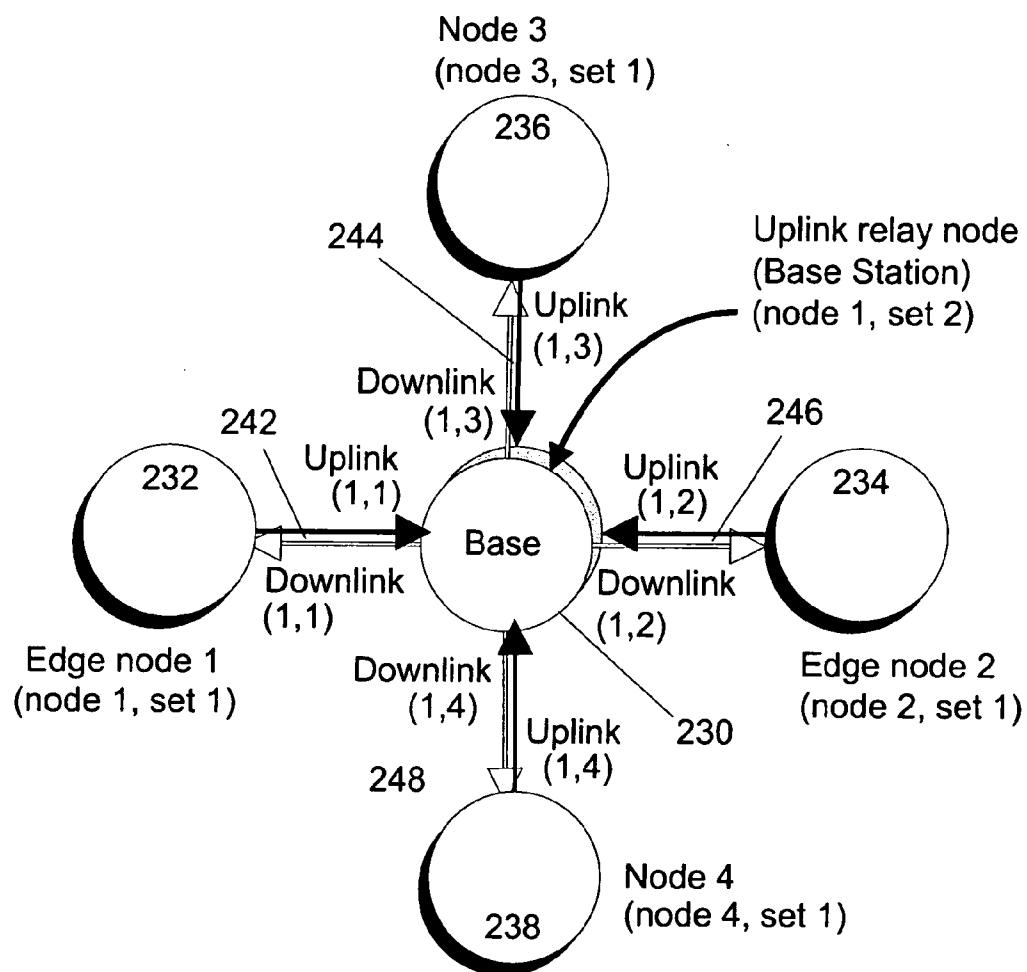 Node 3
(node 3, set 1)
236
244
Uplink
(1,3)
Uplink relay node
(Base Station)
(node 1, set 2)
Downlink
(1,3)
242
246
232
Uplink
(1,1)
Uplink
(1,2)
234
Base
Downlink
(1,1)
Downlink
(1,2)
Edge node 1
(node 1, set 1)
Downlink
(1,4)
Edge node 2
(node 2, set 1)
230
Uplink
(1,4)
248
Node 4
(node 4, set 1)
238